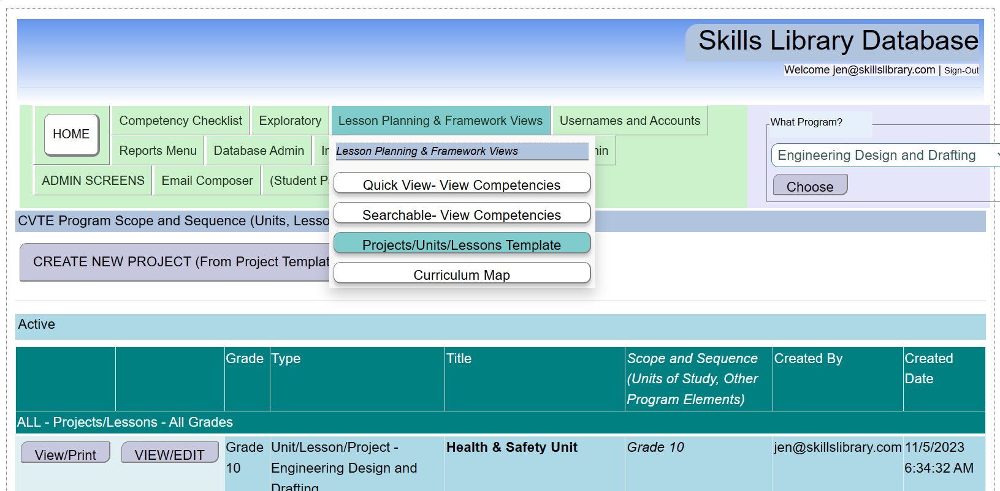 Skills Library Database
Welcome jen@skillslibrary.com | Sign-Out
HOME
Competency Checklist
Exploratory
Lesson Planning & Framework Views
Usernames and Accounts
Reports Menu
Database Admin
ADMIN SCREENS
Email Composer
(Student
What Program?
Engineering Design and Drafting
Choose
Lesson Planning & Framework Views
Quick View- View Competencies
Searchable- View Competencies
Projects/Units/Lessons Template
Curriculum Map
CVTE Program Scope and Sequence (Units,
CREATE NEW PROJECT (From Project
Active
Grade
Type
Title
Scope and Sequence
(Units of Study, Other
Program Elements)
Created By
Created
Date
ALL - Projects/Lessons - All Grades
View/Print
VIEW/EDIT
Grade
10
Unit/Lesson/Project -
Engineering Design and
Drafting
Health & Safety Unit
Grade 10
jen@skillslibrary.com
11/5/2023
6:34:32 AM